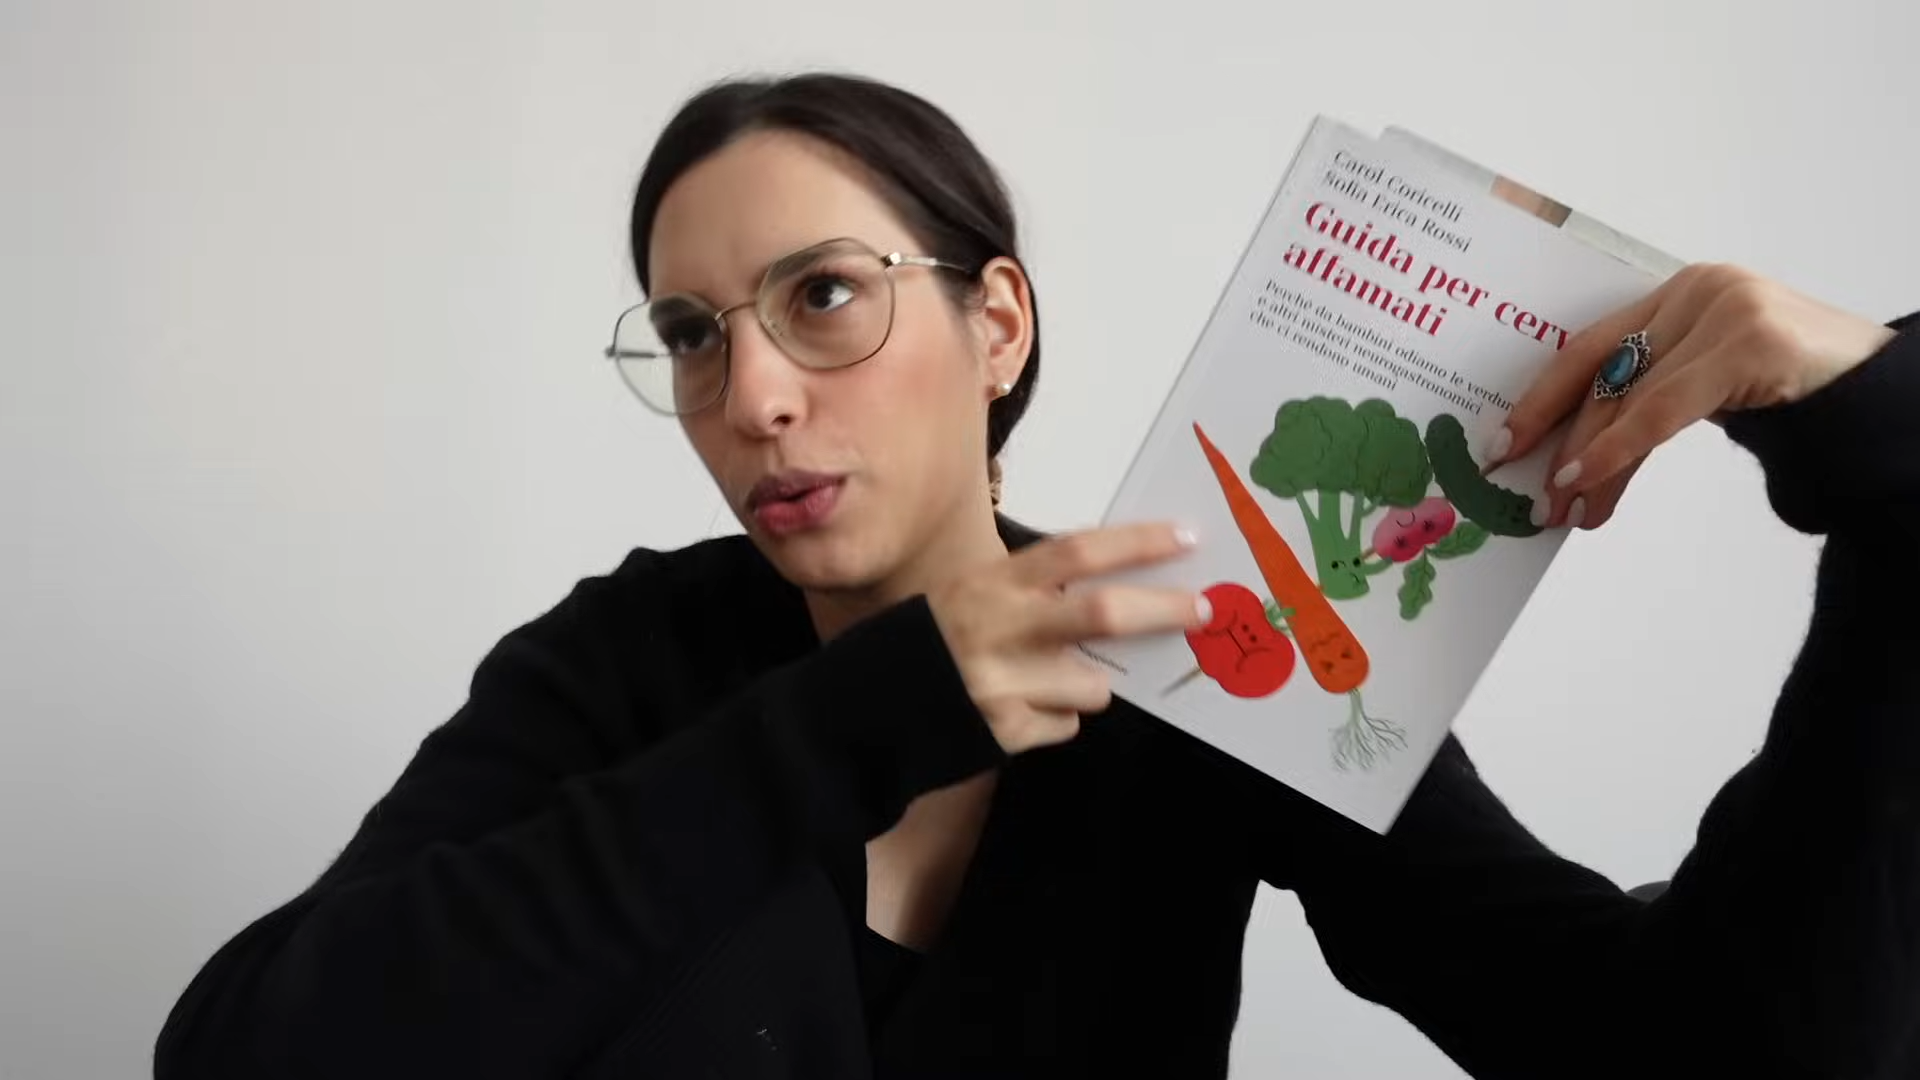 Carol Coricelli
Sofia Erica Rossi
Guida per cerv
affamati
Perché da bambini odiamo le verdur
e altri misteri neurogastronomici
che ci rendono umani